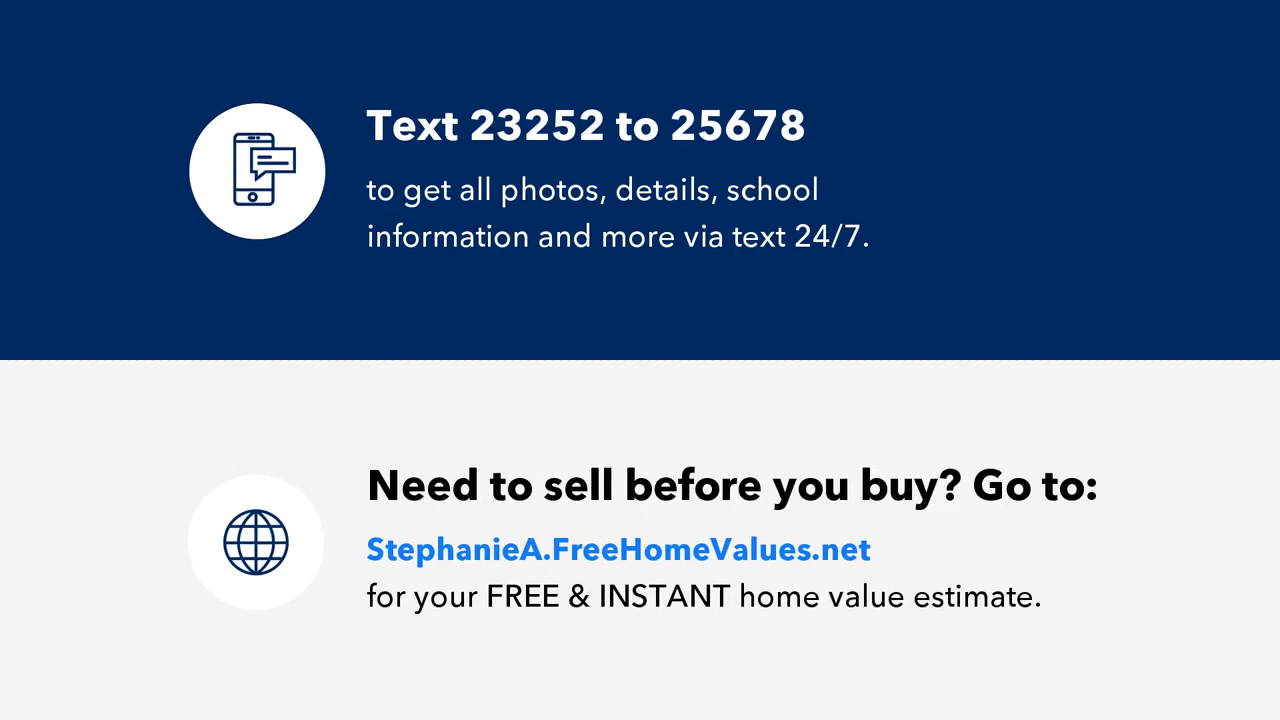 Text 23252 to 25678
to get all photos, details, school
information and more via text 24/7.
Need to sell before you buy? Go to:
StephanieA.FreeHomeValues.net
for your FREE & INSTANT home value estimate.